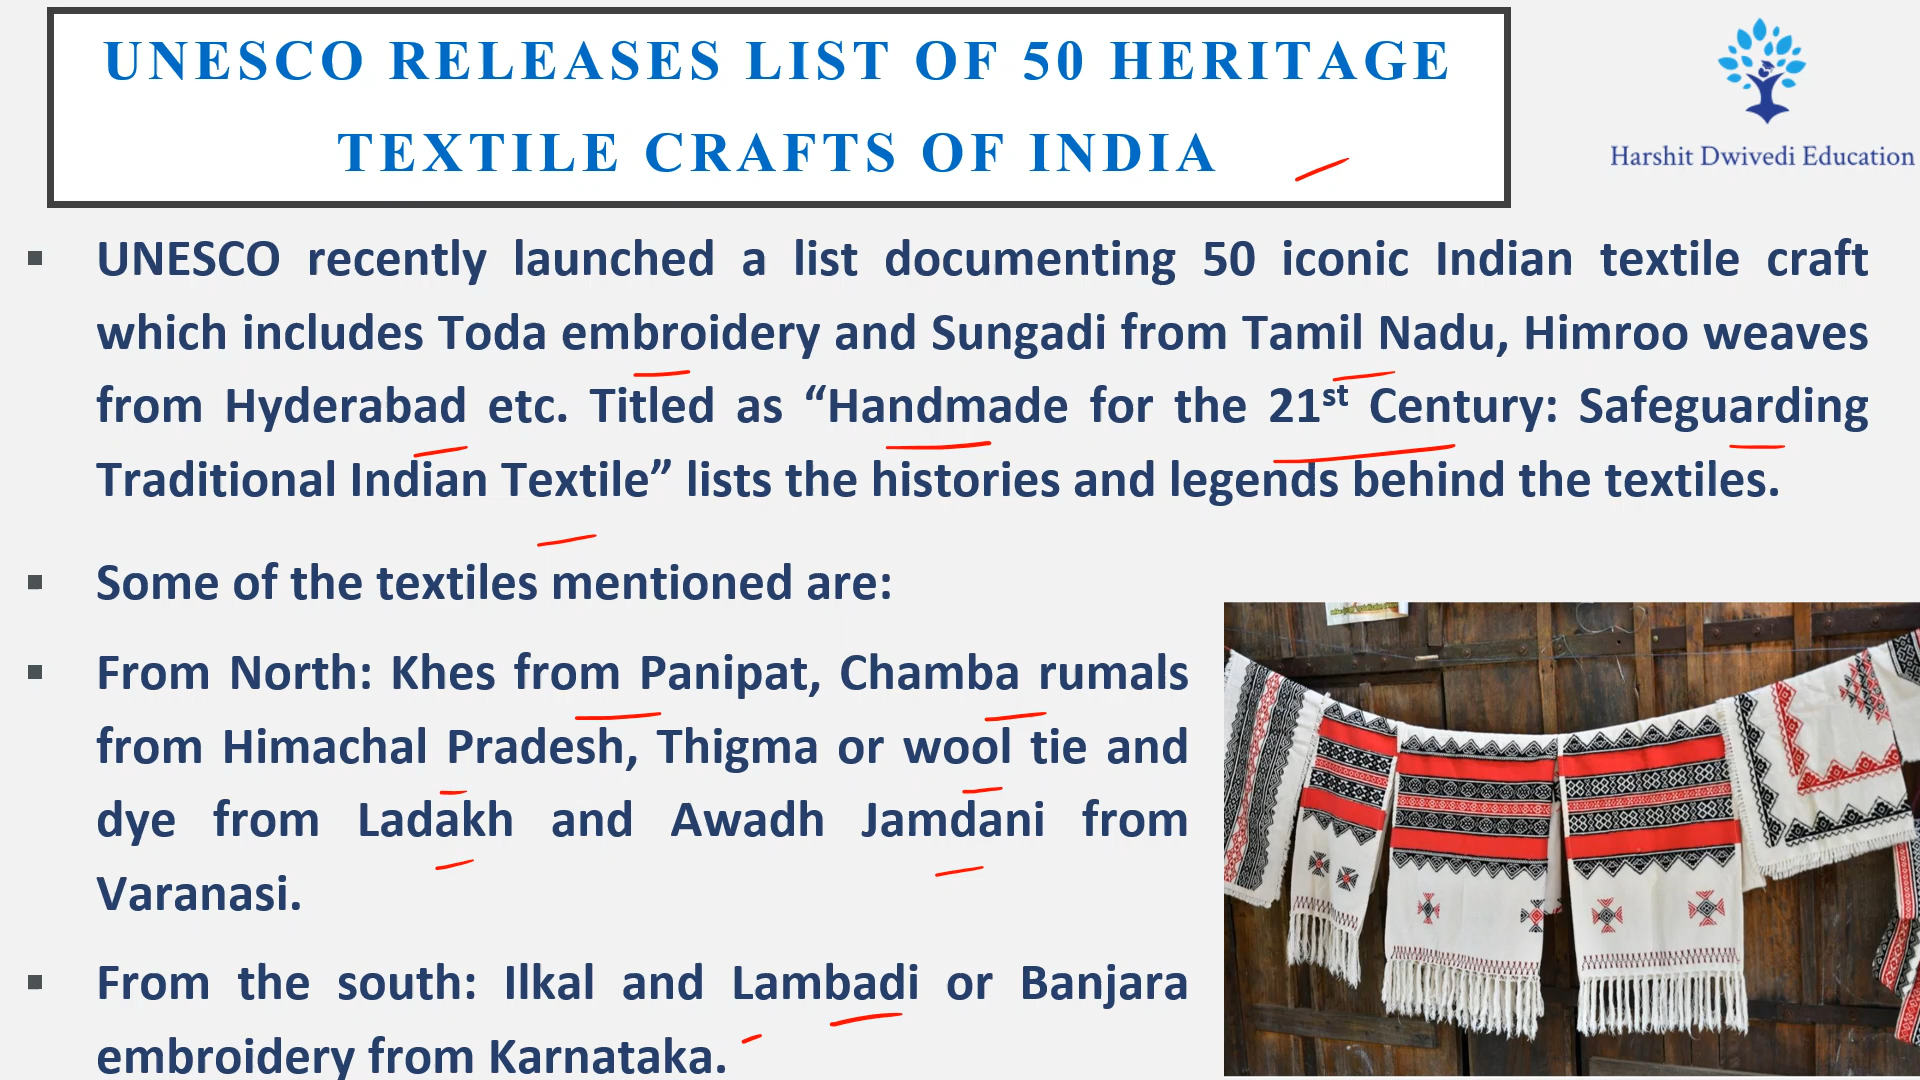 UNESCO RELEASES LIST OF 50 HERITAGE
TEXTILE CRAFTS OF INDIA
Harshit Dwivedi Education
▪ UNESCO recently launched a list documenting 50 iconic Indian textile craft
which includes Toda embroidery and Sungadi from Tamil Nadu, Himroo weaves
from Hyderabad etc. Titled as “Handmade for the 21st Century: Safeguarding
Traditional Indian Textile” lists the histories and legends behind the textiles.
▪ Some of the textiles mentioned are:
▪ From North: Khes from Panipat, Chamba rumals
from Himachal Pradesh, Thigma or wool tie and
dye from Ladakh and Awadh Jamdani from
Varanasi.
▪ From the south: Ilkal and Lambadi or Banjara
embroidery from Karnataka.